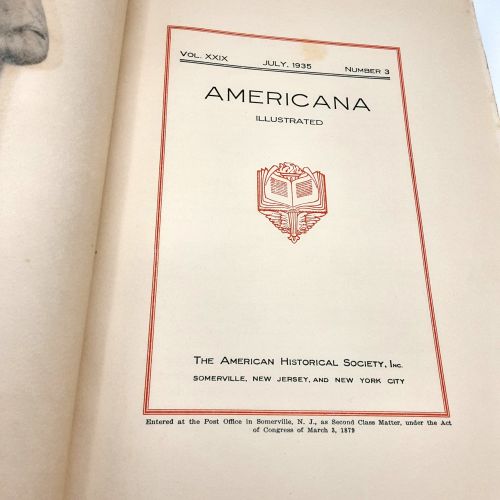 VOL. XXIX JULY, 1935 NUMBER 3
AMERICANA
ILLUSTRATED
THE AMERICAN HISTORICAL SOCIETY, INC.
SOMERVILLE, NEW JERSEY, AND NEW YORK CITY
Entered at the Post Office in Somerville, N. J., as Second Class Matter, under the Act
of Congress of March 3, 1879